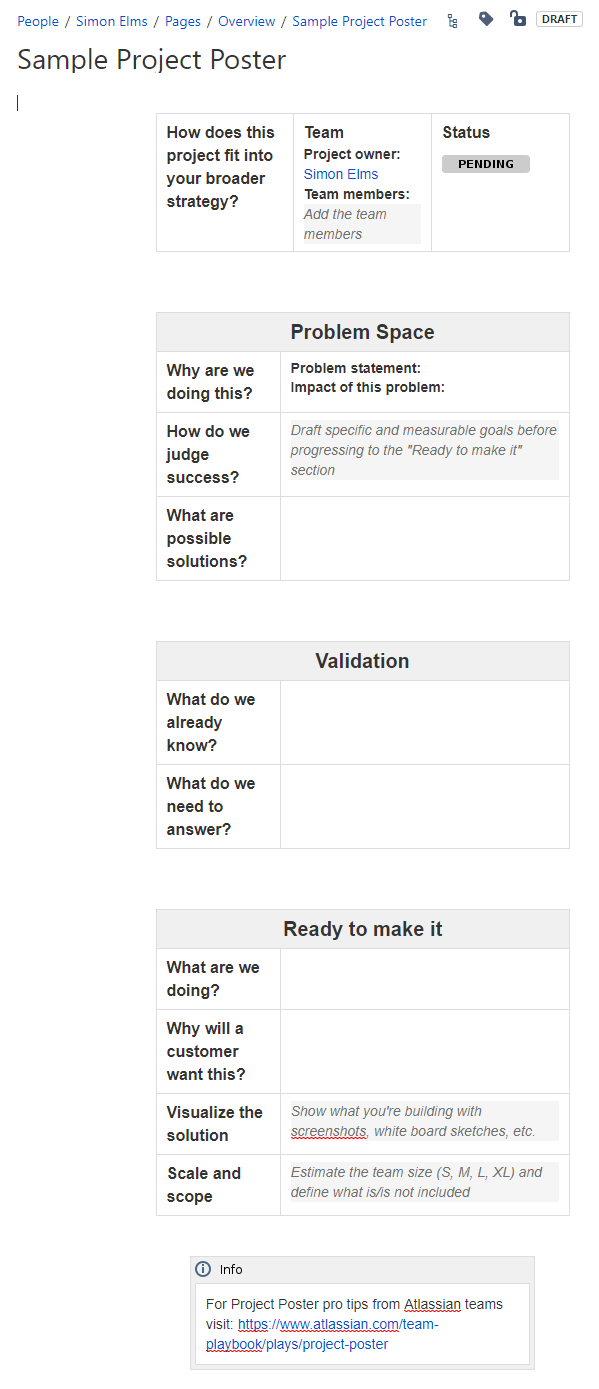 People / Simon Elms / Pages / Overview / Sample Project Poster DRAFT
Sample Project Poster
How does this
project fit into
your broader
strategy?
Team
Project owner:
Simon Elms
Team members:
Add the team
members
Status
PENDING
Problem Space
Why are we
doing this?
Problem statement:
Impact of this problem:
How do we
judge
success?
Draft specific and measurable goals before
progressing to the "Ready to make it"
section
What are
possible
solutions?
Validation
What do we
already
know?
What do we
need to
answer?
Ready to make it
What are we
doing?
Why will a
customer
want this?
Visualize the
solution
Show what you're building with
screenshots, white board sketches, etc.
Scale and
scope
Estimate the team size (S, M, L, XL) and
define what is/is not included
Info
For Project Poster pro tips from Atlassian teams
visit: https://www.atlassian.com/team-
playbook/plays/project-poster